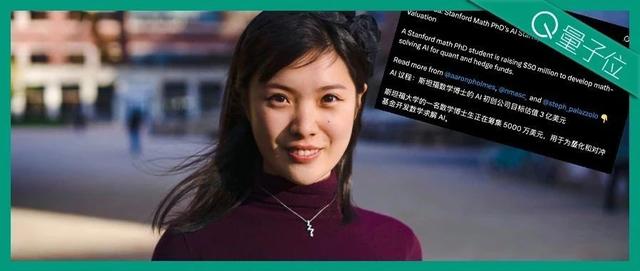 量子位
Stanford Math PhD's AI
Valuation
A Stanford math PhD student is raising $50 million to develop math-
solving AI for quant and hedge funds.
Read more from @aaronpholmes, @nmasc, and @steph_palazzolo
AI 议程：斯坦福数学博士的 AI 初创公司目标估值 3 亿美元
斯坦福大学的一名数学博士生正在筹集 5000 万美元，用于为量化和对冲
基金开发数学求解 AI。